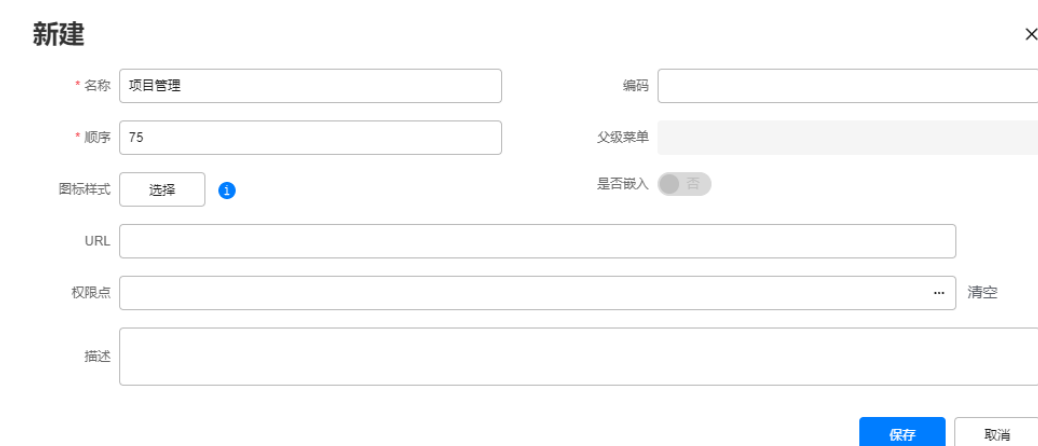 新建
* 名称 项目管理 编码
* 顺序 75 父级菜单
图标样式 选择 i 是否嵌入 否
URL
权限点 ... 清空
描述
保存 取消